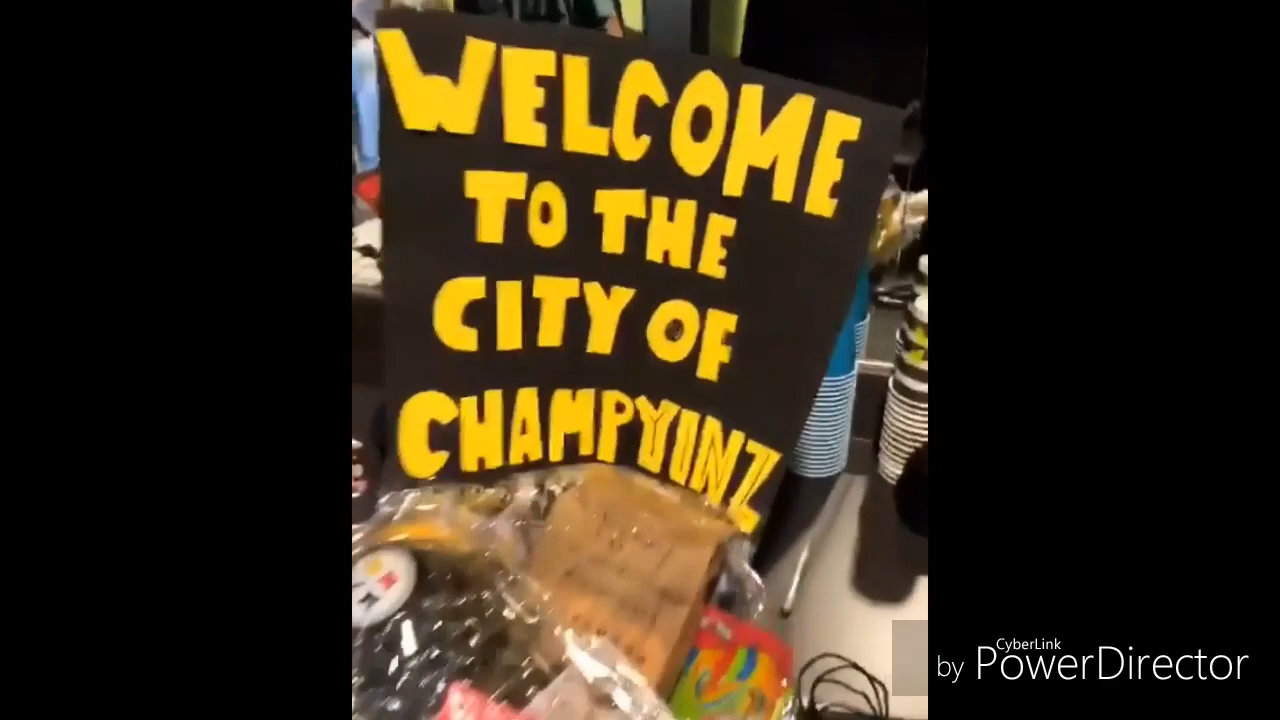 WELCOME
TO THE
CITY OF
CHAMPYINZ
CyberLink
by PowerDirector